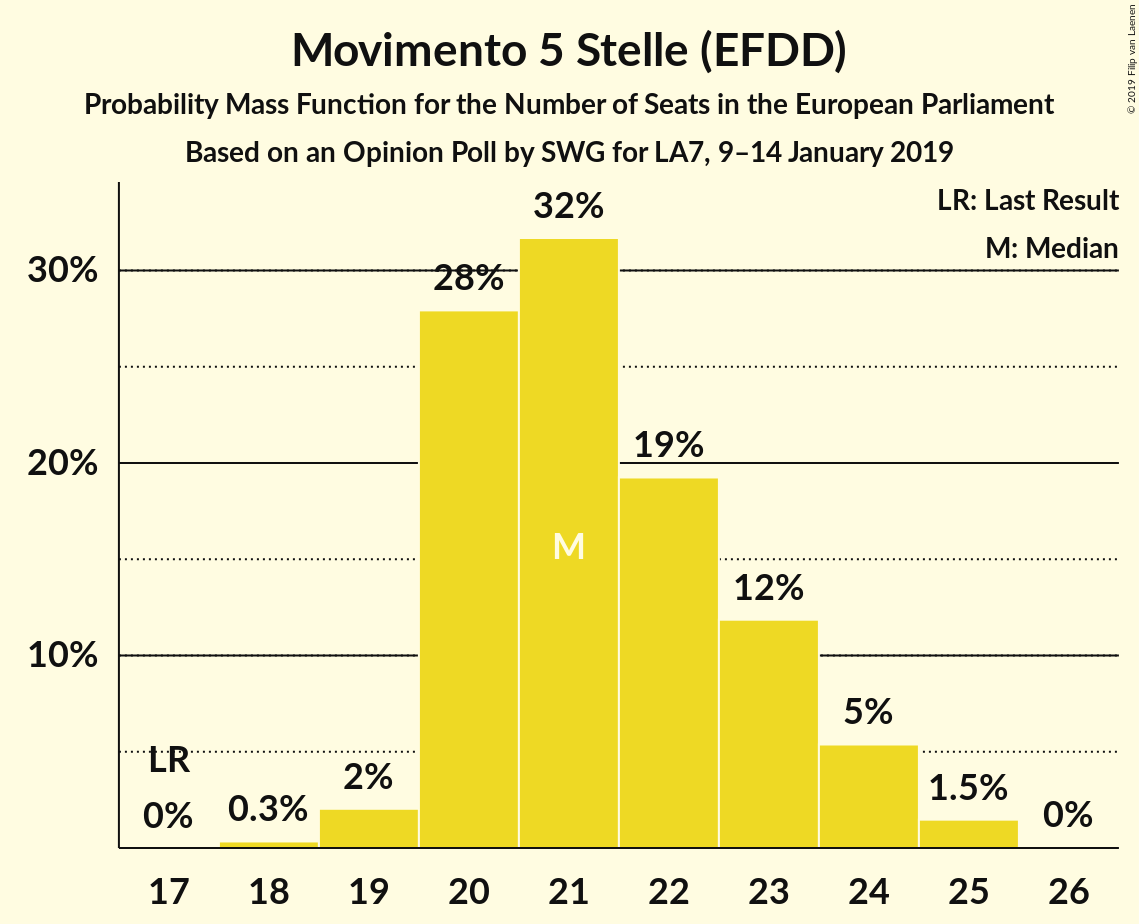 Movimento 5 Stelle (EFDD)
Probability Mass Function for the Number of Seats in the European Parliament
Based on an Opinion Poll by SWG for LA7, 9–14 January 2019
© 2019 Filip van Laenen
LR: Last Result
M: Median
30%
20%
10%
LR
0%
0.3%
2%
28%
32%
M
19%
12%
5%
1.5%
0%
17 18 19 20 21 22 23 24 25 26